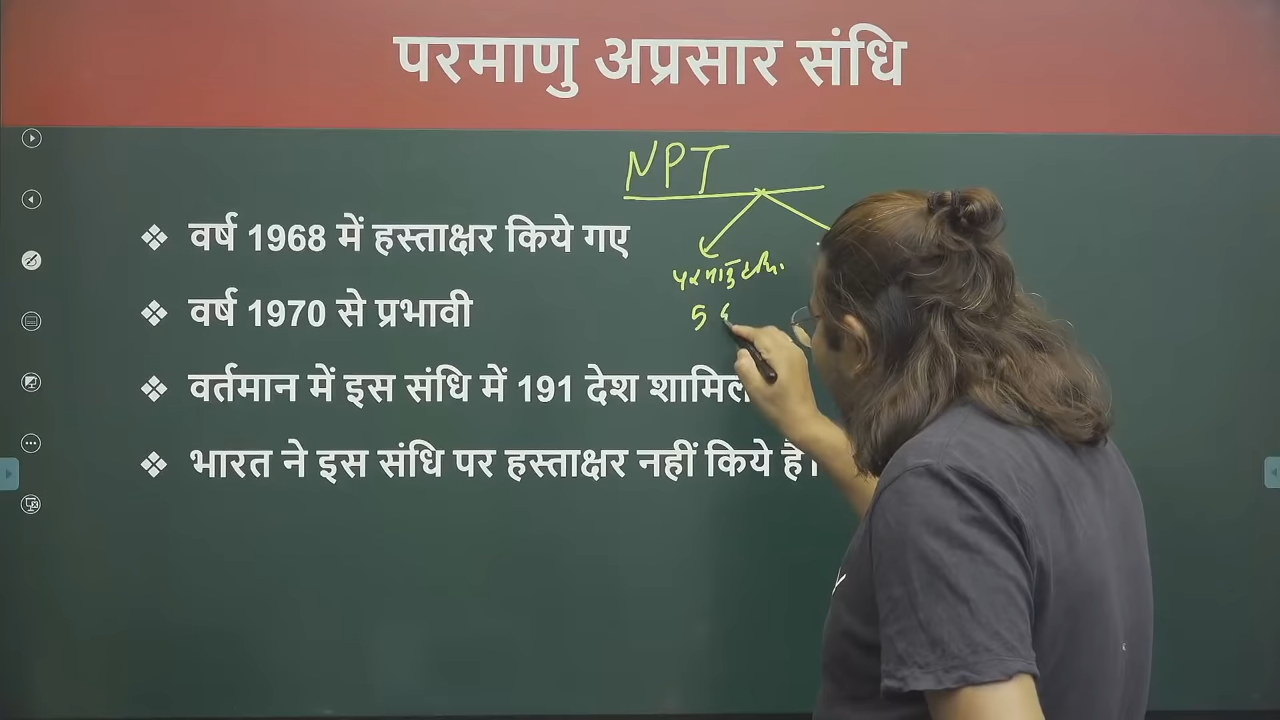 परमाणु अप्रसार संधि
NPT
❖ वर्ष 1968 में हस्ताक्षर किये गए
❖ वर्ष 1970 से प्रभावी
❖ वर्तमान में इस संधि में 191 देश शामिल
❖ भारत ने इस संधि पर हस्ताक्षर नहीं किये है।
5